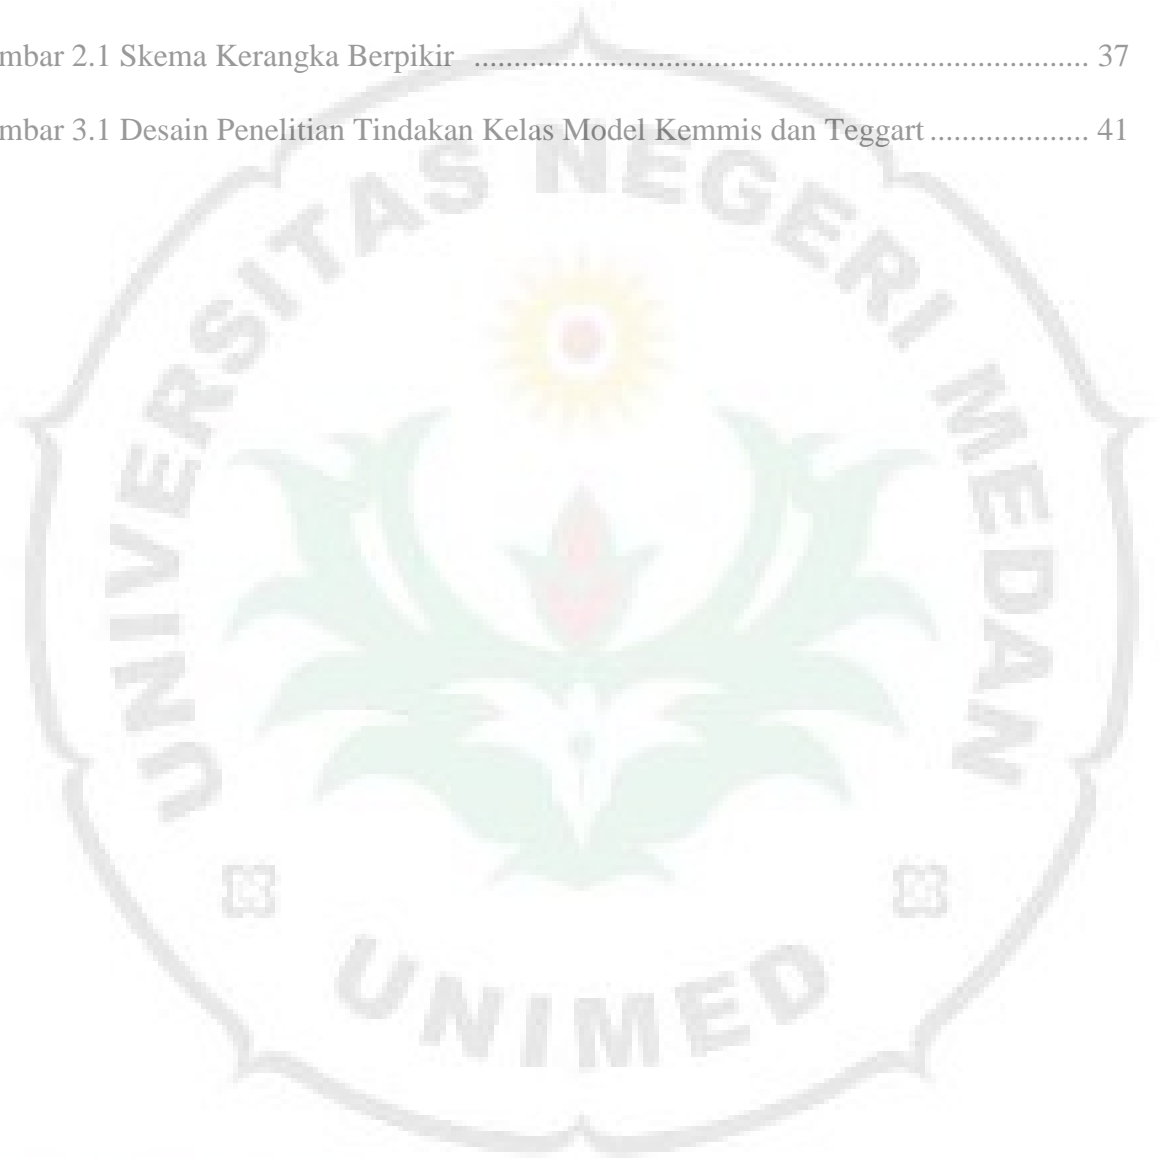 mbar 2.1 Skema Kerangka Berpikir ................................................................................ 37
mbar 3.1 Desain Penelitian Tindakan Kelas Model Kemmis dan Teggart .................... 41
UNIVERSITAS NEGERI MEDAN
UNIMED